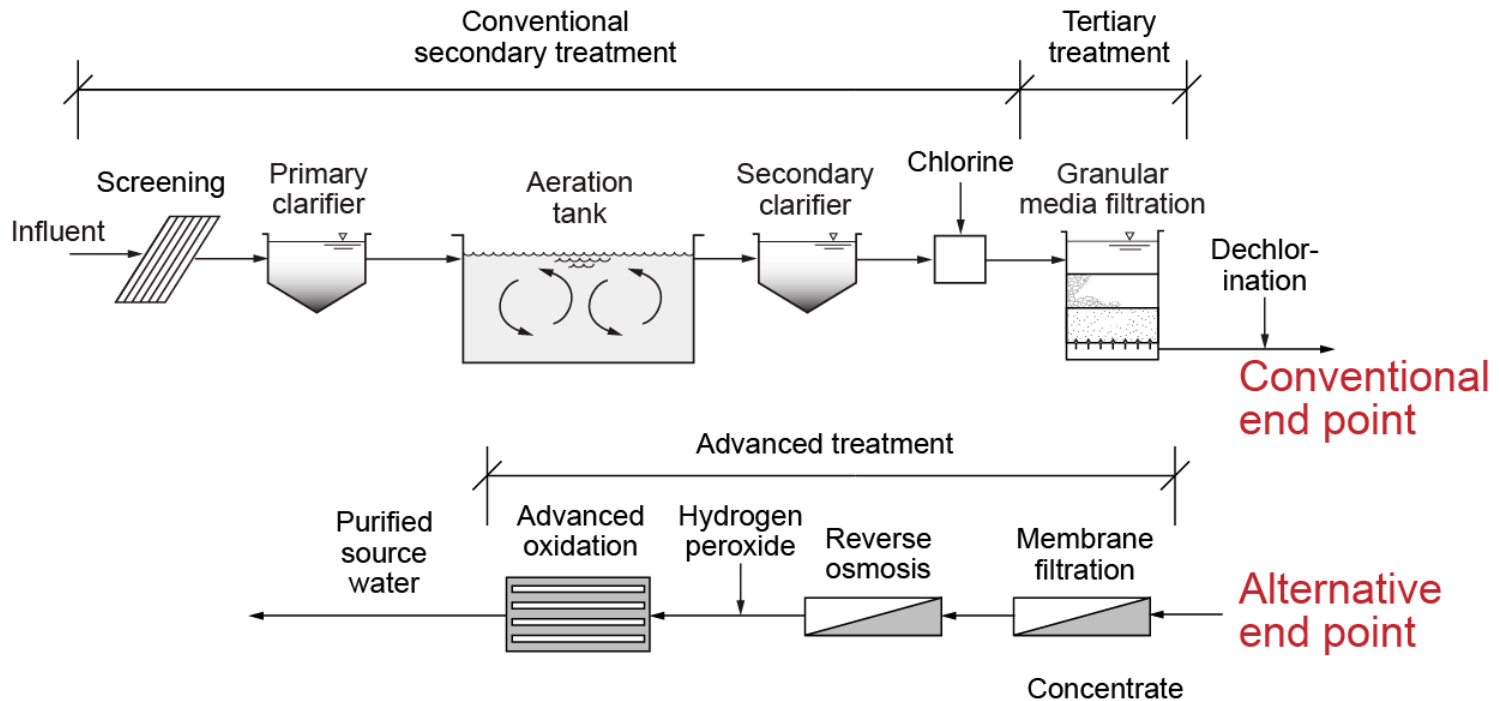 Conventional
secondary treatment
Tertiary
treatment
Influent
Screening
Primary
clarifier
Aeration
tank
Secondary
clarifier
Chlorine
Granular
media filtration
Dechlor-
ination
Conventional
end point
Advanced treatment
Purified
source
water
Advanced
oxidation
Hydrogen
peroxide
Reverse
osmosis
Membrane
filtration
Alternative
end point
Concentrate